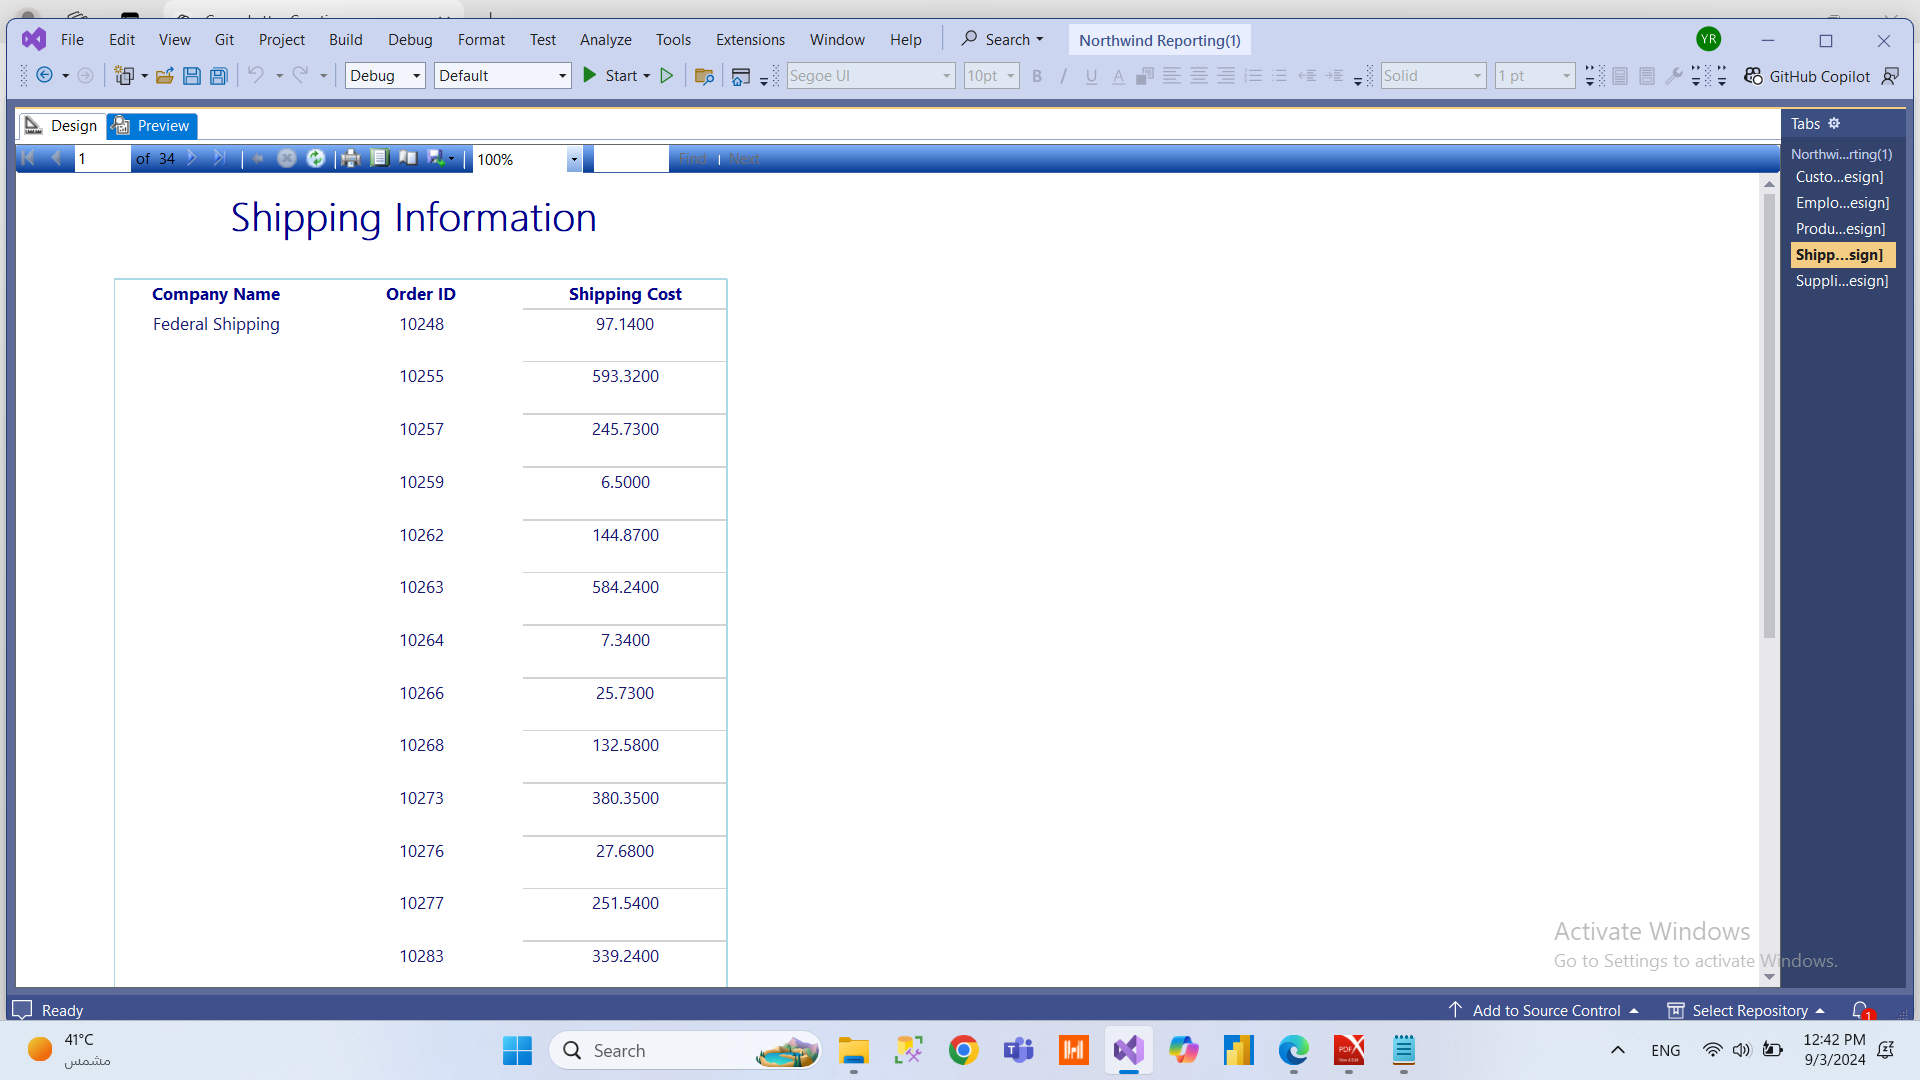 File Edit View Git Project Build Debug Format Test Analyze Tools Extensions Window Help Search Northwind Reporting(1) YR
Debug Default Start Segoe UI 10pt B I U A Solid 1 pt GitHub Copilot
Design Preview
1 of 34 100% Find | Next
Tabs
Northwi...rting(1)
Custo...esign]
Emplo...esign]
Produ...esign]
Shipp...sign]
Suppli...esign]
Shipping Information
Company Name Order ID Shipping Cost
Federal Shipping 10248 97.1400
10255 593.3200
10257 245.7300
10259 6.5000
10262 144.8700
10263 584.2400
10264 7.3400
10266 25.7300
10268 132.5800
10273 380.3500
10276 27.6800
10277 251.5400
10283 339.2400
Activate Windows
Go to Settings to activate Windows.
Ready Add to Source Control Select Repository 1
41°C
مشمس
Search
ENG
12:42 PM
9/3/2024